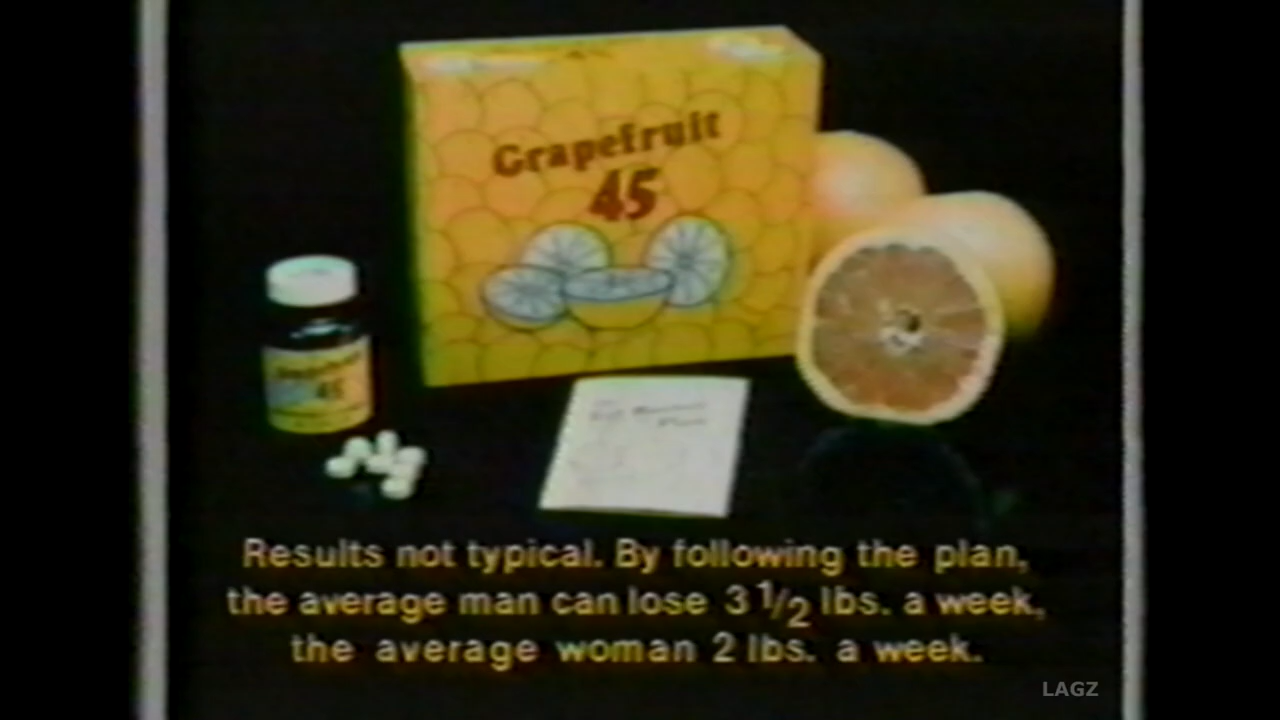 Grapefruit
45
45
Results not typical. By following the plan,
the average man can lose 3 1/2 lbs. a week,
the average woman 2 lbs. a week.
LAGZ